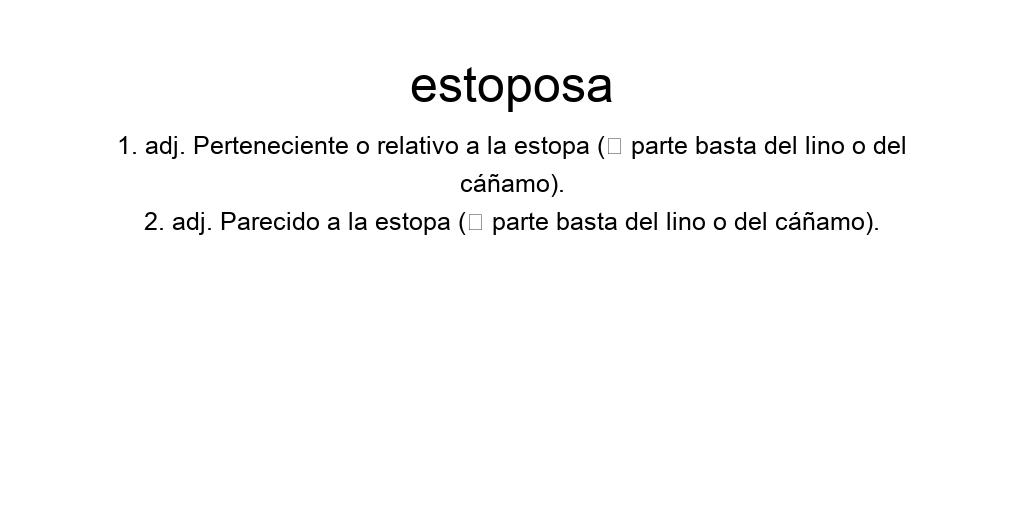 estoposa
1. adj. Perteneciente o relativo a la estopa (□ parte basta del lino o del
cáñamo).
2. adj. Parecido a la estopa (□ parte basta del lino o del cáñamo).